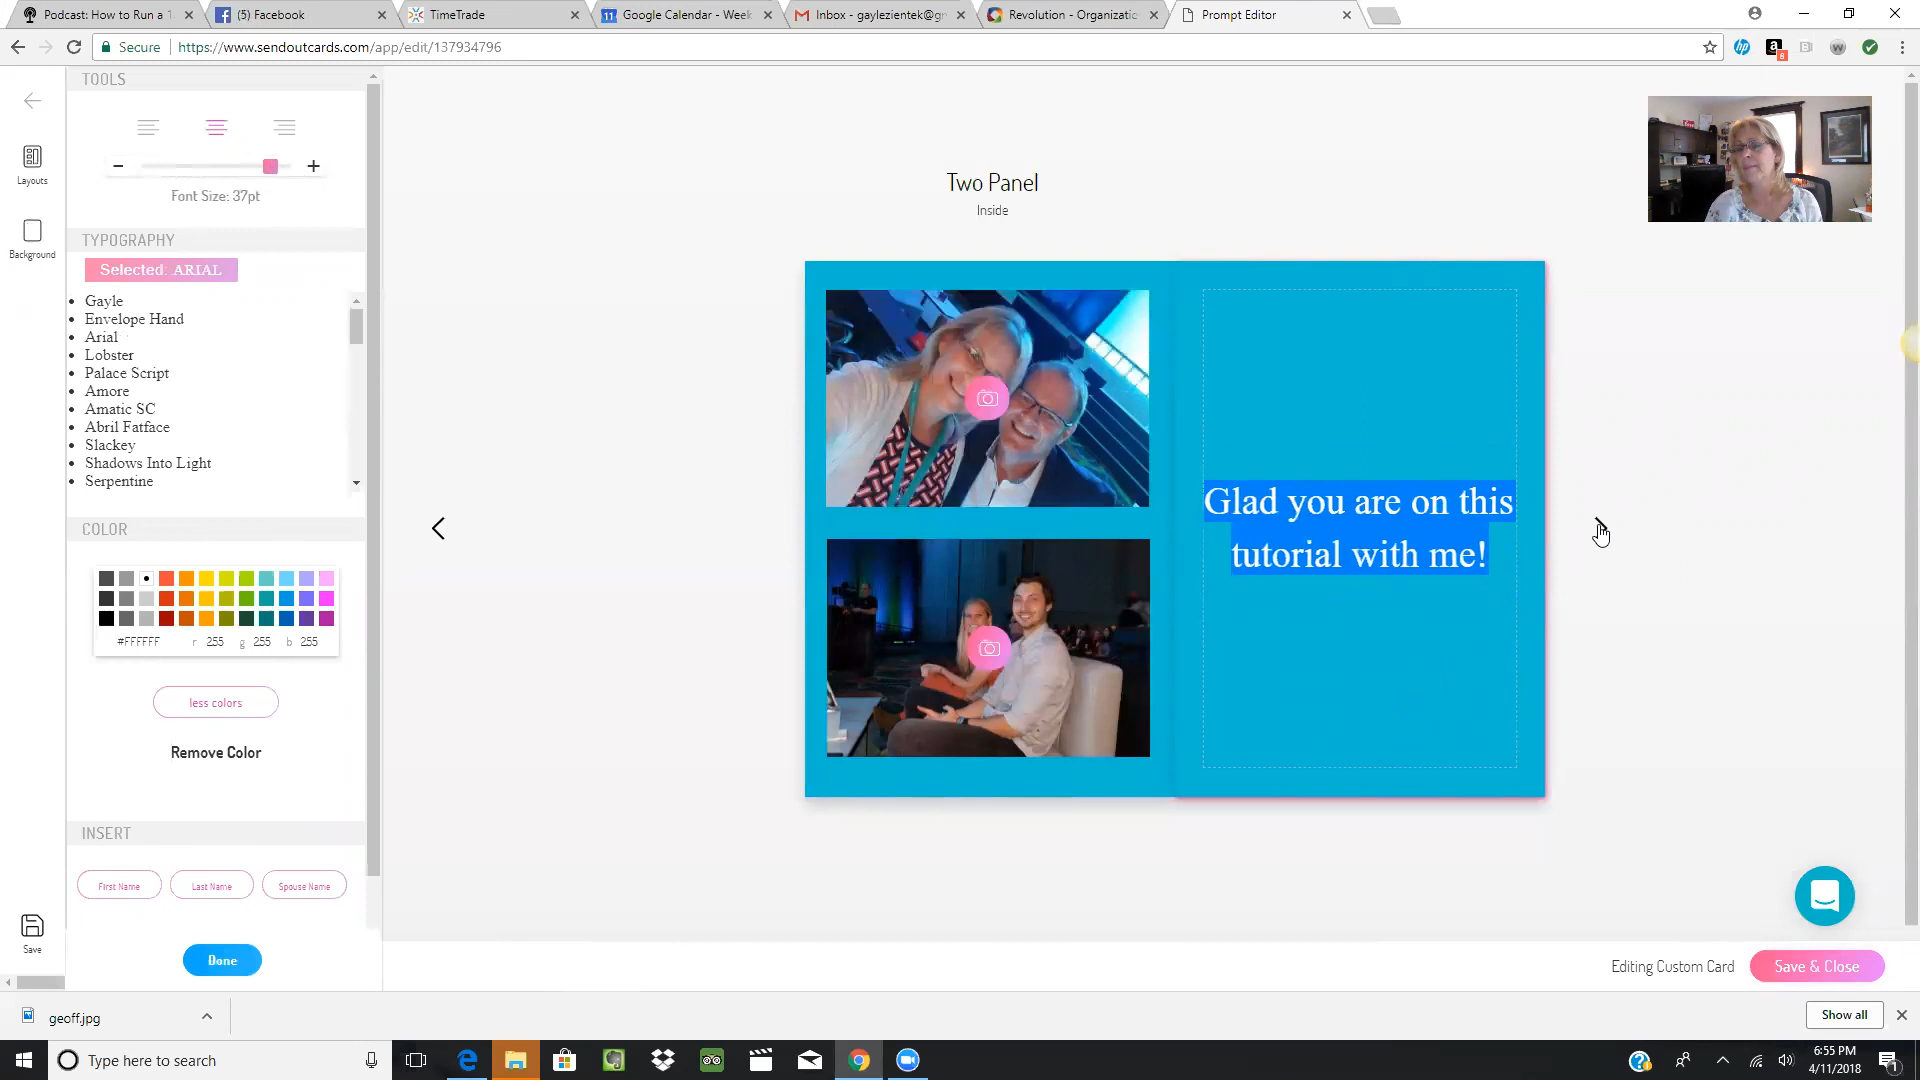 Podcast: How to Run a 1
(5) Facebook
TimeTrade
Google Calendar - Week
Inbox - gaylezientek@gr
Revolution - Organizatio
Prompt Editor
Secure
https://www.sendoutcards.com/app/edit/137934796
Layouts
Background
Save
TOOLS
Font Size: 37pt
TYPOGRAPHY
Selected: ARIAL
Gayle
Envelope Hand
Arial
Lobster
Palace Script
Amore
Amatic SC
Abril Fatface
Slackey
Shadows Into Light
Serpentine
COLOR
#FFFFFF r 255 g 255 b 255
less colors
Remove Color
INSERT
First Name Last Name Spouse Name
Done
Two Panel
Inside
Glad you are on this
tutorial with me!
Editing Custom Card
Save & Close
geoff.jpg
Show all
Type here to search
6:55 PM
4/11/2018